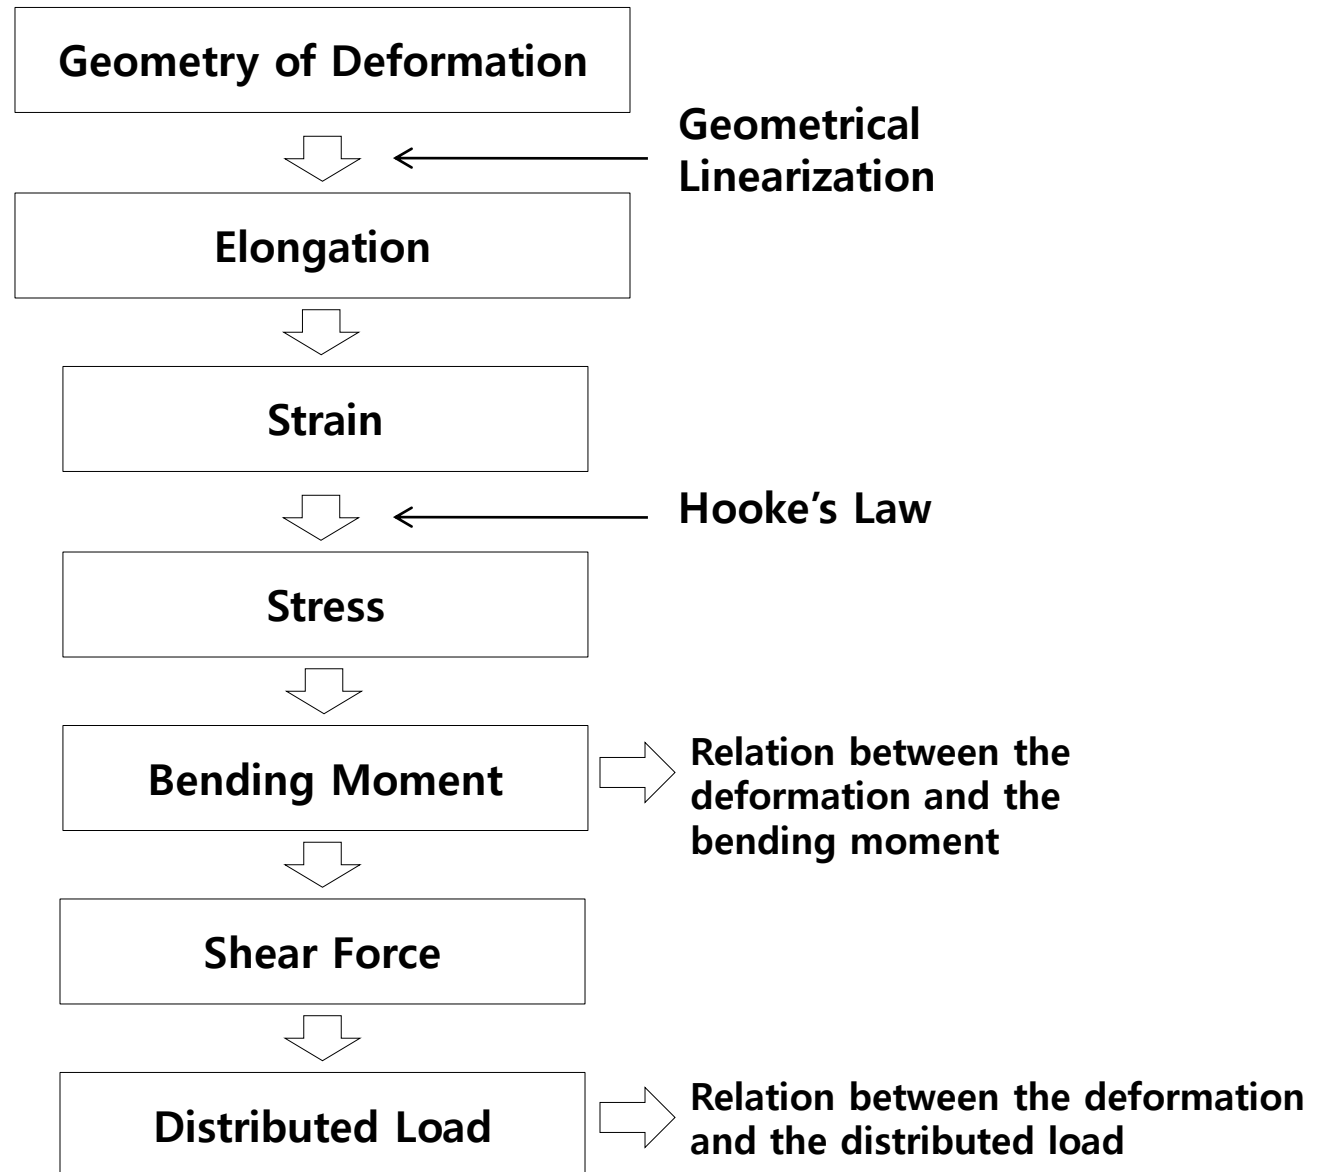 Geometry of Deformation
Geometrical
Linearization
Elongation
Strain
Hooke’s Law
Stress
Bending Moment
Relation between the
deformation and the
bending moment
Shear Force
Distributed Load
Relation between the deformation
and the distributed load